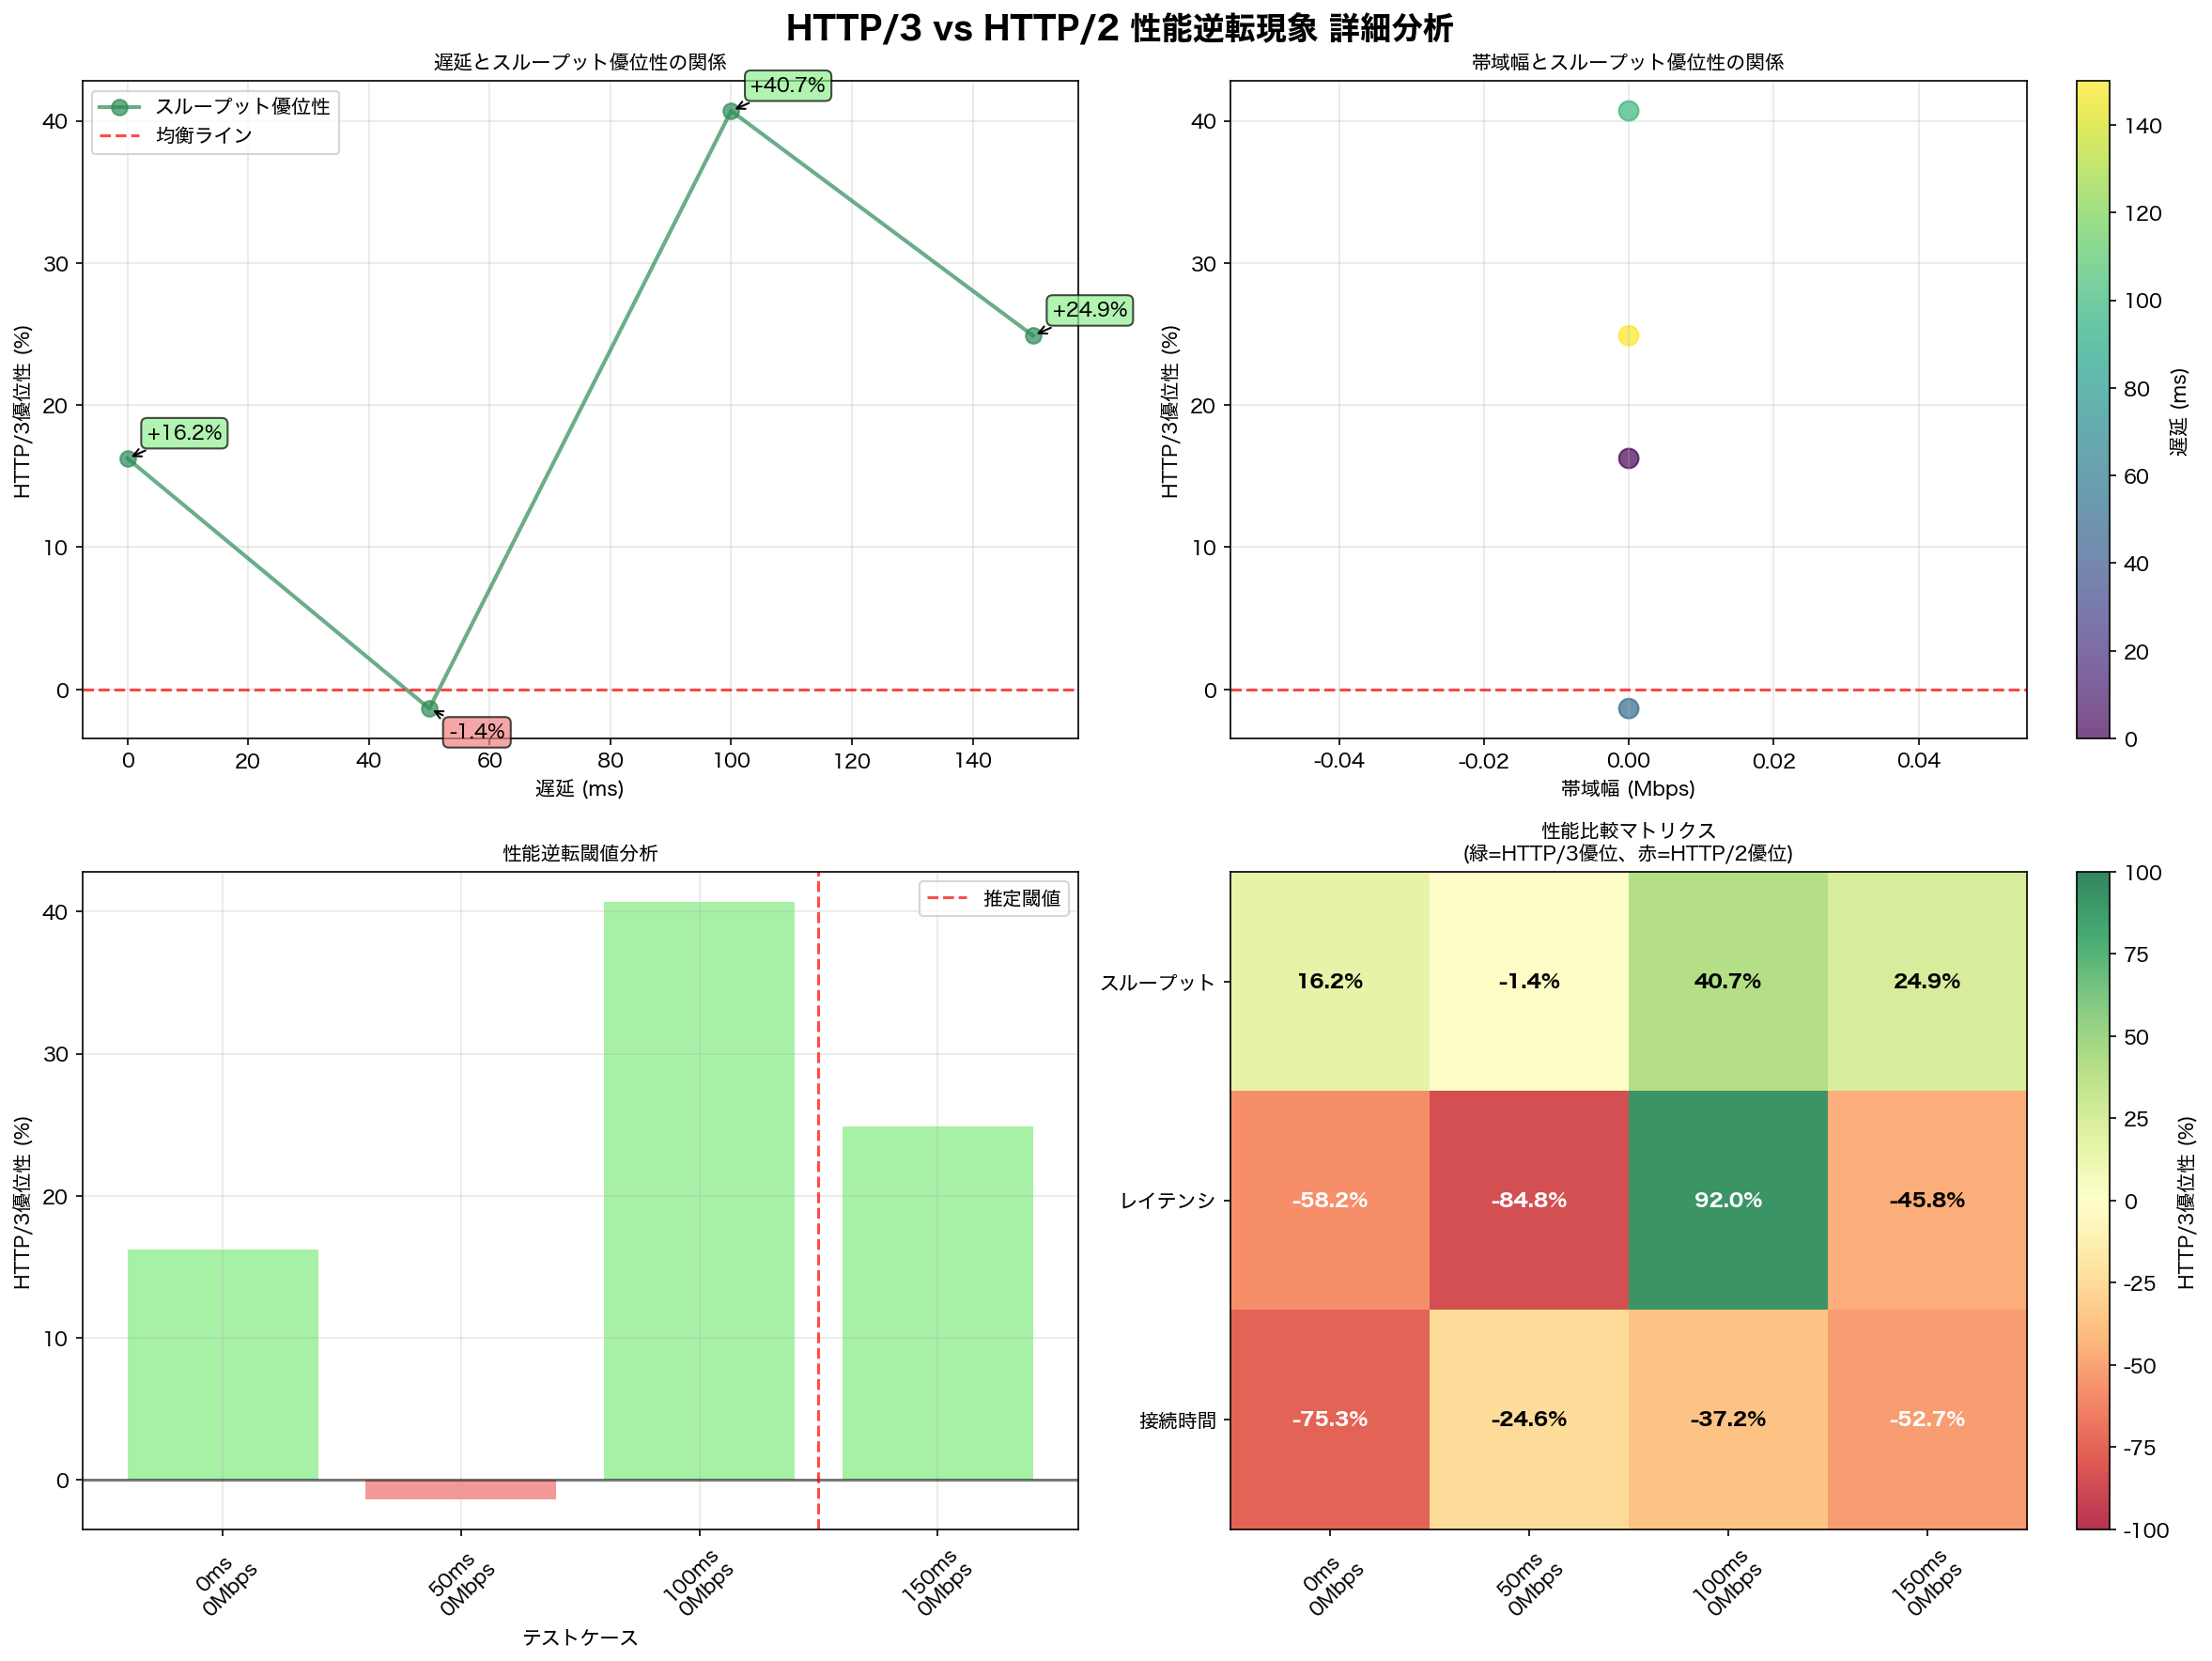 HTTP/3 vs HTTP/2 性能逆転現象 詳細分析
遅延とスループット優位性の関係
スループット優位性
均衡ライン
+16.2%
-1.4%
+40.7%
+24.9%
HTTP/3優位性 (%)
40
30
20
10
0
0 20 40 60 80 100 120 140
遅延 (ms)
帯域幅とスループット優位性の関係
HTTP/3優位性 (%)
40
30
20
10
0
-0.04 -0.02 0.00 0.02 0.04
帯域幅 (Mbps)
140
120
100
80
60
40
20
0
遅延 (ms)
性能逆転閾値分析
推定閾値
HTTP/3優位性 (%)
40
30
20
10
0
0ms
0Mbps
50ms
0Mbps
100ms
0Mbps
150ms
0Mbps
テストケース
性能比較マトリクス
(緑=HTTP/3優位、赤=HTTP/2優位)
スループット 16.2% -1.4% 40.7% 24.9%
レイテンシ -58.2% -84.8% 92.0% -45.8%
接続時間 -75.3% -24.6% -37.2% -52.7%
0ms
0Mbps
50ms
0Mbps
100ms
0Mbps
150ms
0Mbps
100
75
50
25
0
-25
-50
-75
-100
HTTP/3優位性 (%)